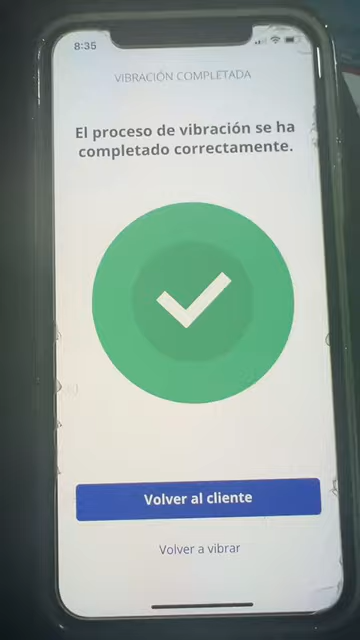 8:35
VIBRACIÓN COMPLETADA
El proceso de vibración se ha
completado correctamente.
Volver al cliente
Volver a vibrar